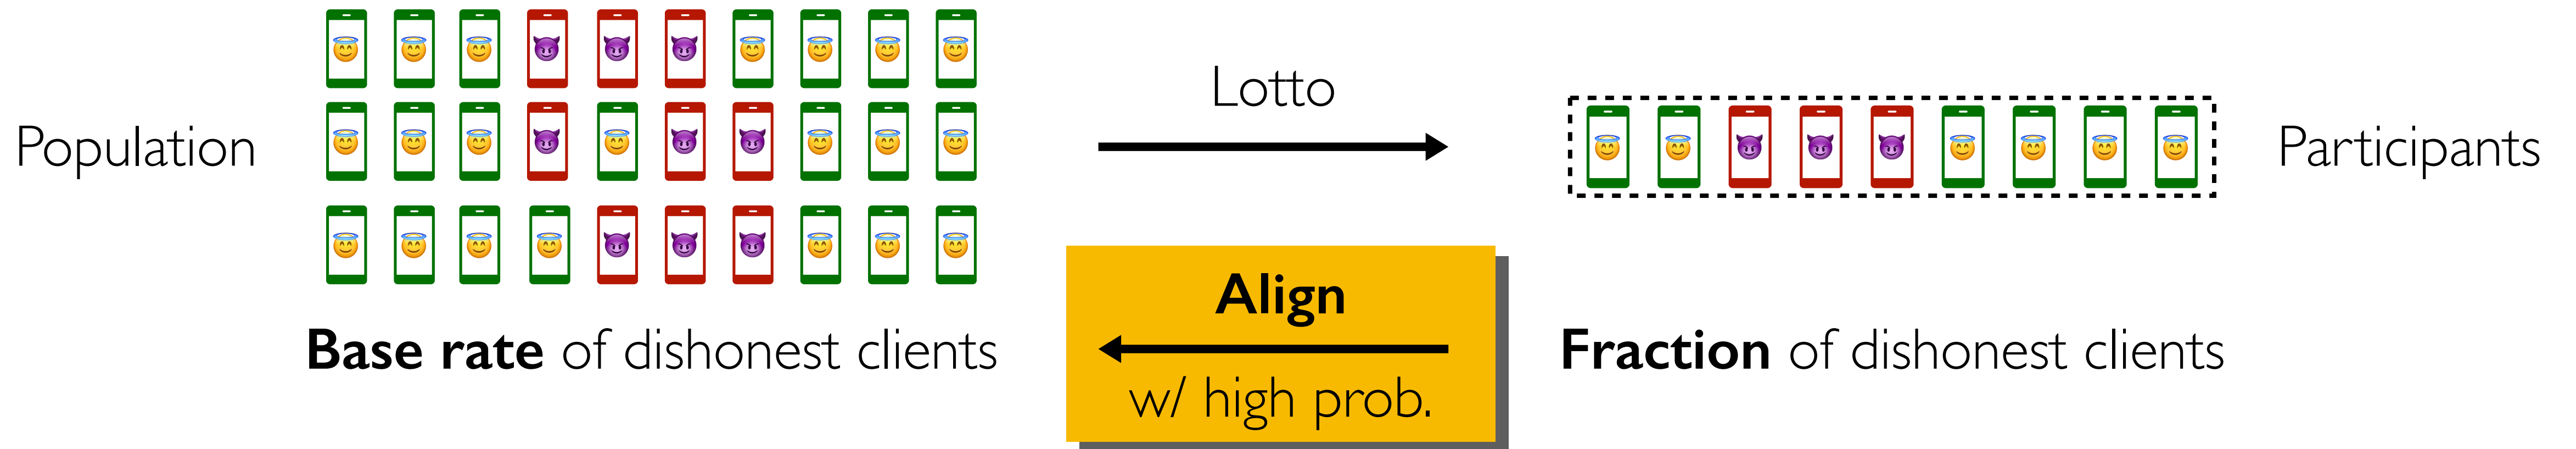 Population
Lotto
Participants
Base rate of dishonest clients
Align
w/ high prob.
Fraction of dishonest clients